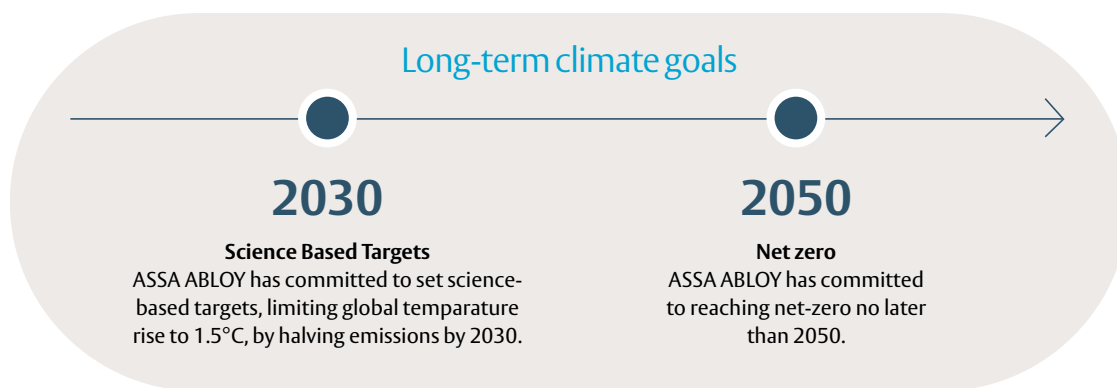 Long-term climate goals
2030
Science Based Targets
ASSA ABLOY has committed to set science-
based targets, limiting global temparature
rise to 1.5°C, by halving emissions by 2030.
2050
Net zero
ASSA ABLOY has committed
to reaching net-zero no later
than 2050.